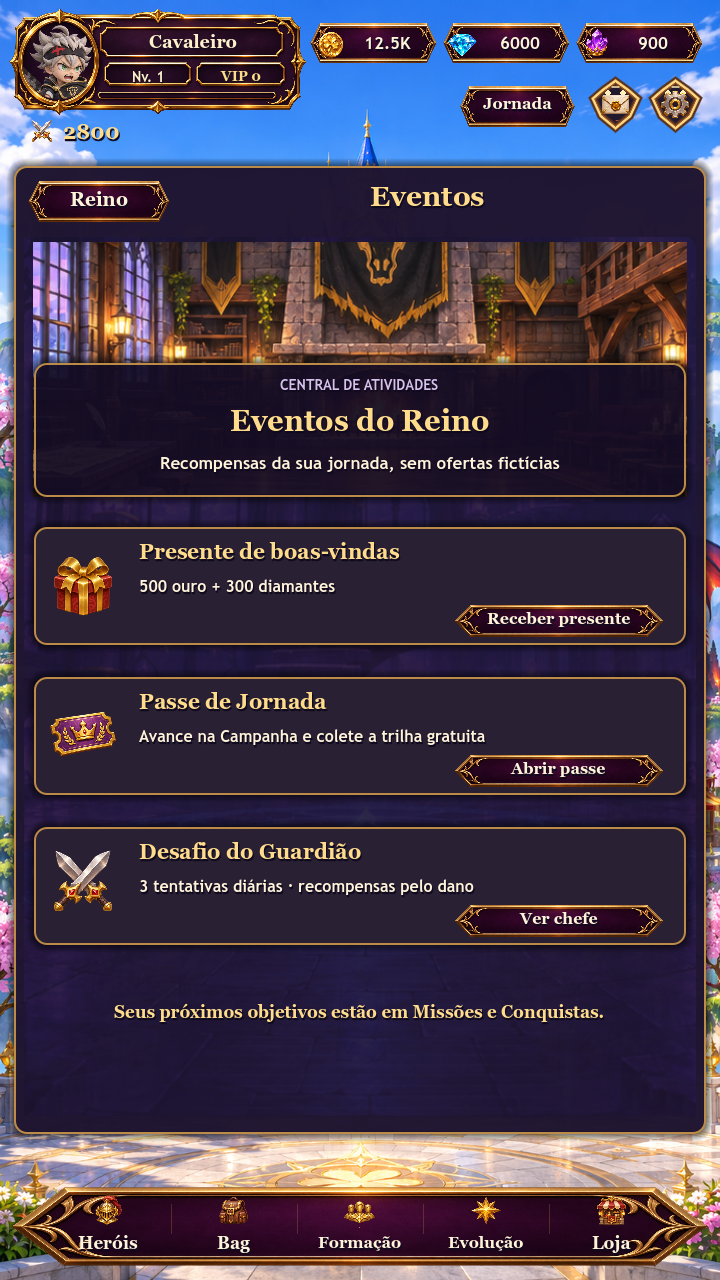 Cavaleiro
Nv. 1
VIP 0
12.5K
6000
900
Jornada
2800
Reino
Eventos
CENTRAL DE ATIVIDADES
Eventos do Reino
Recompensas da sua jornada, sem ofertas fictícias
Presente de boas-vindas
500 ouro + 300 diamantes
Receber presente
Passe de Jornada
Avance na Campanha e colete a trilha gratuita
Abrir passe
Desafio do Guardião
3 tentativas diárias · recompensas pelo dano
Ver chefe
Seus próximos objetivos estão em Missões e Conquistas.
Heróis
Bag
Formação
Evolução
Loja